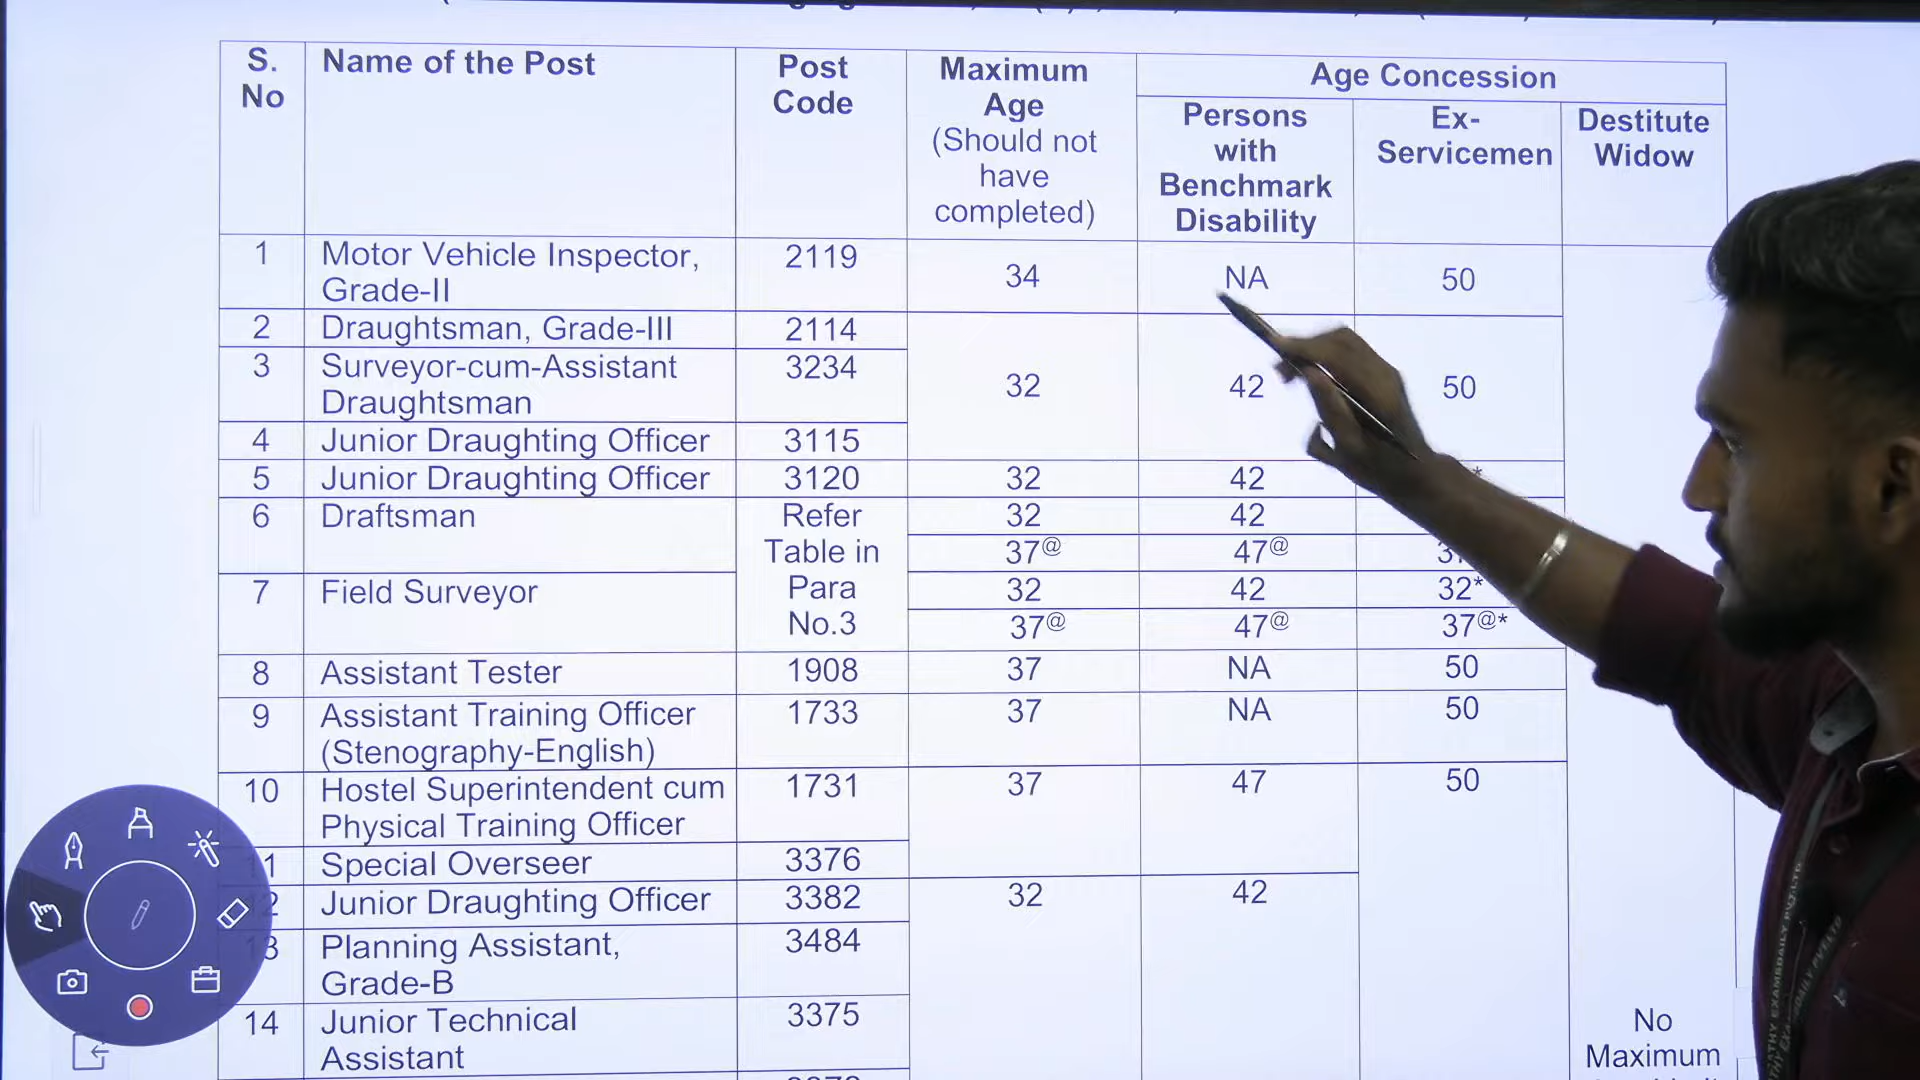 S. No
Name of the Post
Post Code
Maximum Age (Should not have completed)
Age Concession
Persons with Benchmark Disability
Ex-Servicemen
Destitute Widow
1 Motor Vehicle Inspector, Grade-II 2119 34 NA 50
2 Draughtsman, Grade-III 2114
3 Surveyor-cum-Assistant Draughtsman 3234 32 42 50
4 Junior Draughting Officer 3115
5 Junior Draughting Officer 3120 32 42 *
6 Draftsman Refer Table in Para No.3 32 42
37@ 47@
7 Field Surveyor 32 42 32*
37@ 47@ 37@*
8 Assistant Tester 1908 37 NA 50
9 Assistant Training Officer (Stenography-English) 1733 37 NA 50
10 Hostel Superintendent cum Physical Training Officer 1731 37 47 50
11 Special Overseer 3376
12 Junior Draughting Officer 3382 32 42
13 Planning Assistant, Grade-B 3484
14 Junior Technical Assistant 3375
No Maximum